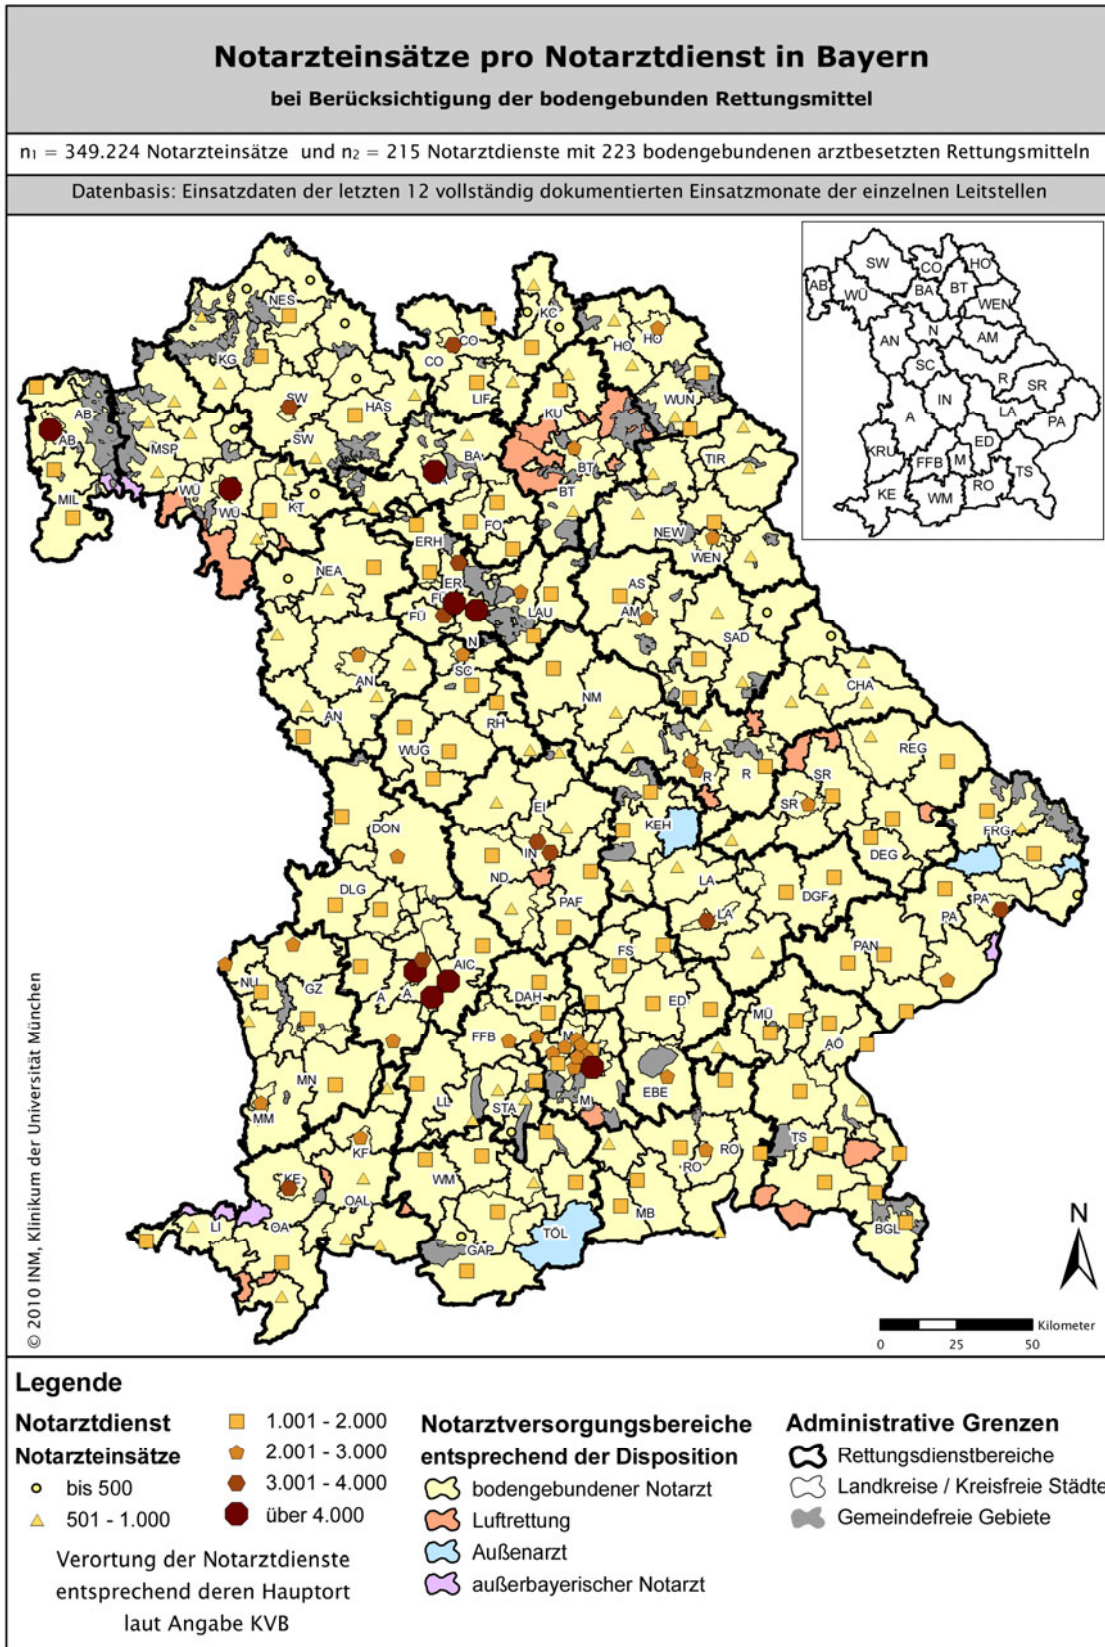 Notarzteinsätze pro Notarztdienst in Bayern
bei Berücksichtigung der bodengebunden Rettungsmittel
n₁ = 349.224 Notarzteinsätze und n₂ = 215 Notarztdienste mit 223 bodengebundenen arztbesetzten Rettungsmitteln
Datenbasis: Einsatzdaten der letzten 12 vollständig dokumentierten Einsatzmonate der einzelnen Leitstellen
SW
CO
HO
AB
WÜ
BA
BT
WEN
AN
N
AM
SC
R
SR
IN
LA
PA
A
KRU
FFB
M
ED
TS
KE
WM
RO
NES
KC
CO
CO
HO
HO
KG
SW
HAS
LIF
KU
WUN
AB
AB
MSP
SW
BA
BT
BT
TIR
MIL
WÜ
WÜ
KT
FO
ERH
NEW
WEN
NEA
ER
FÜ
FÜ
LAU
AS
AM
SAD
N
SC
AN
AN
RH
NM
CHA
WUG
R
R
REG
SR
SR
DON
EI
KEH
FRG
IN
ND
DEG
DLG
PAF
LA
LA
DGF
PA
PA
PAN
NU
GZ
A
A
AIC
FS
DAH
ED
MÜ
AÖ
FFB
M
MN
LL
STA
M
EBE
MM
KF
TS
RO
RO
KE
OAL
WM
MB
LI
OA
TÖL
GAP
BGL
N
Kilometer
0 25 50
© 2010 INM, Klinikum der Universität München
Legende
Notarztdienst
Notarzteinsätze
bis 500
501 - 1.000
1.001 - 2.000
2.001 - 3.000
3.001 - 4.000
über 4.000
Verortung der Notarztdienste
entsprechend deren Hauptort
laut Angabe KVB
Notarztversorgungsbereiche
entsprechend der Disposition
bodengebundener Notarzt
Luftrettung
Außenarzt
außerbayerischer Notarzt
Administrative Grenzen
Rettungsdienstbereiche
Landkreise / Kreisfreie Städte
Gemeindefreie Gebiete